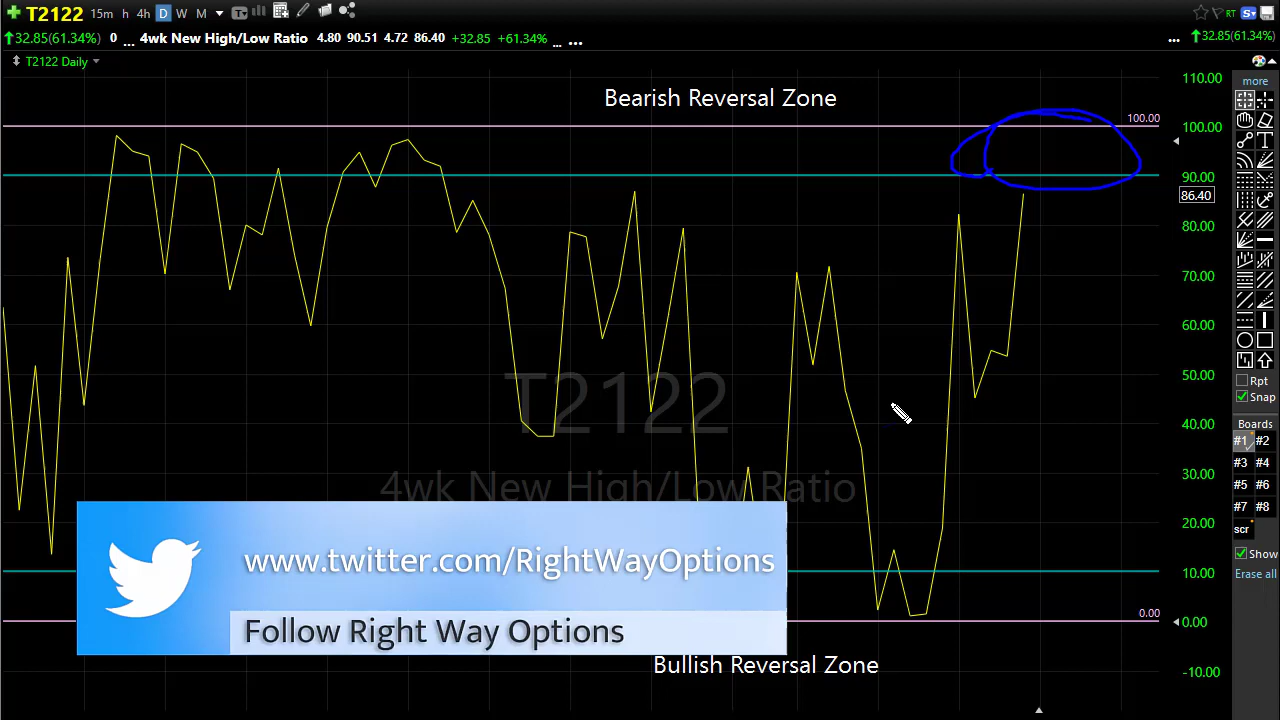 T2122 15m h 4h D W M T
32.85(61.34%) 0 ... 4wk New High/Low Ratio 4.80 90.51 4.72 86.40 +32.85 +61.34% ... ...
RT S
... 32.85(61.34%)
T2122 Daily
Bearish Reversal Zone
100.00
0.00
110.00
100.00
90.00
86.40
80.00
70.00
60.00
50.00
40.00
30.00
20.00
10.00
0.00
-10.00
T2122
4wk New High/Low Ratio
www.twitter.com/RightWayOptions
Follow Right Way Options
Bullish Reversal Zone
more
T
Rpt
Snap
Boards
#1 #2
#3 #4
#5 #6
#7 #8
scr
Show
Erase all